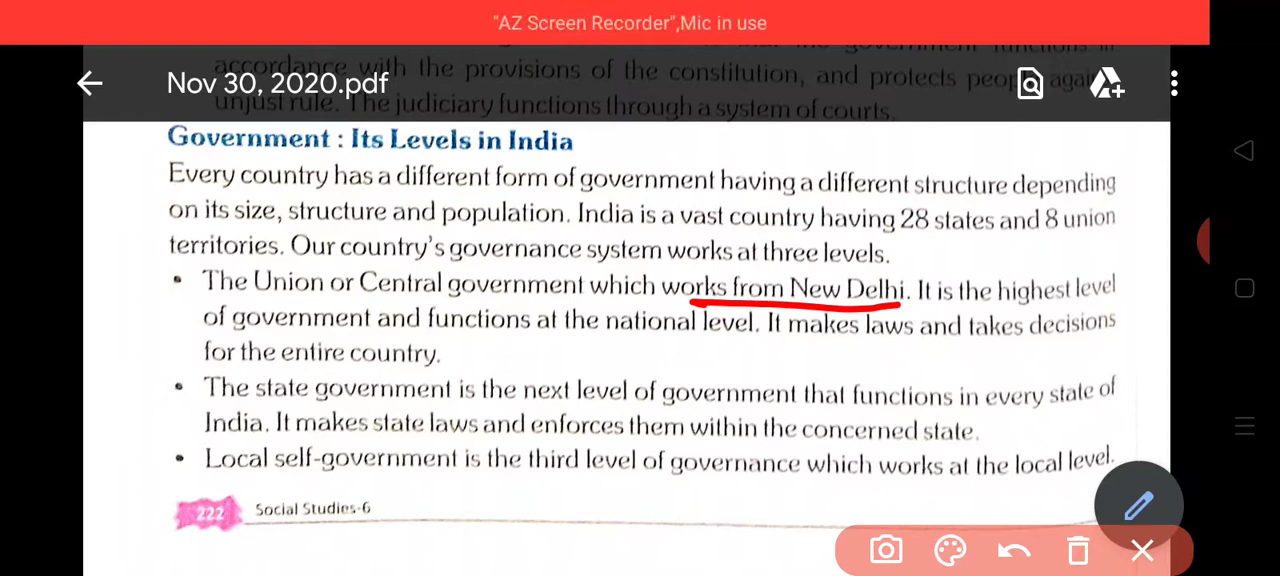 "AZ Screen Recorder",Mic in use
accordance with the provisions of the constitution, and protects people
Nov 30, 2020.pdf
unjust rule. The judiciary functions through a system of courts.
Government : Its Levels in India
Every country has a different form of government having a different structure depending
on its size, structure and population. India is a vast country having 28 states and 8 union
territories. Our country's governance system works at three levels.
• The Union or Central government which works from New Delhi. It is the highest level
of government and functions at the national level. It makes laws and takes decisions
for the entire country.
• The state government is the next level of government that functions in every state of
India. It makes state laws and enforces them within the concerned state.
• Local self-government is the third level of governance which works at the local level.
222 Social Studies-6